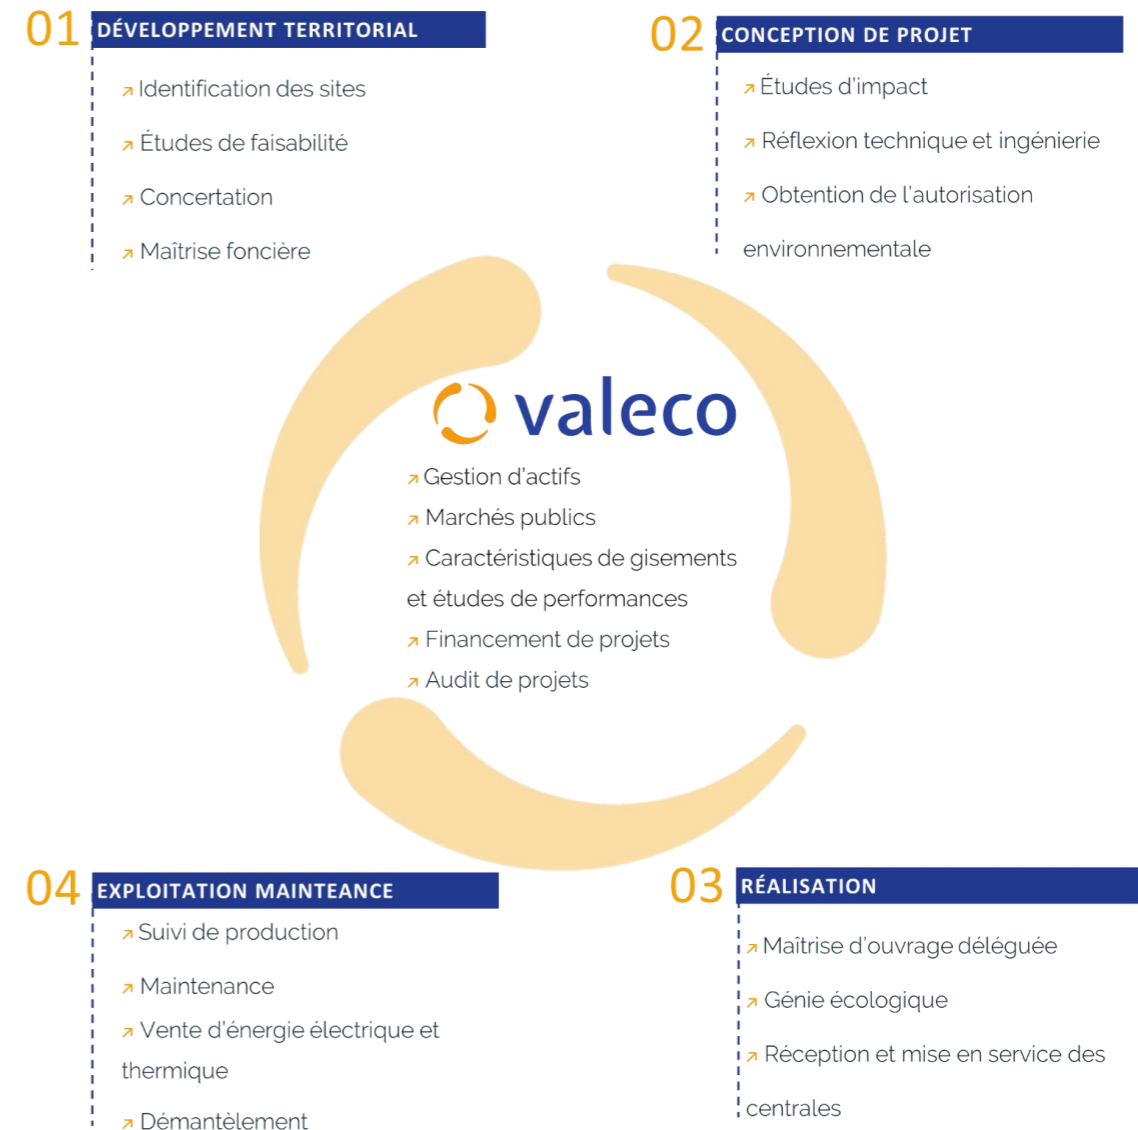 01 DÉVELOPPEMENT TERRITORIAL
↗ Identification des sites
↗ Études de faisabilité
↗ Concertation
↗ Maîtrise foncière
02 CONCEPTION DE PROJET
↗ Études d'impact
↗ Réflexion technique et ingénierie
↗ Obtention de l'autorisation
environnementale
valeco
↗ Gestion d'actifs
↗ Marchés publics
↗ Caractéristiques de gisements
et études de performances
↗ Financement de projets
↗ Audit de projets
04 EXPLOITATION MAINTEANCE
↗ Suivi de production
↗ Maintenance
↗ Vente d'énergie électrique et
thermique
↗ Démantèlement
03 RÉALISATION
↗ Maîtrise d'ouvrage déléguée
↗ Génie écologique
↗ Réception et mise en service des
centrales